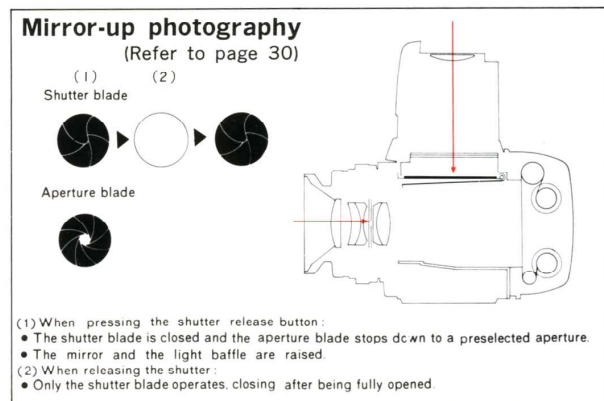 Mirror-up photography
(Refer to page 30)
(1) (2)
Shutter blade
Aperture blade
(1) When pressing the shutter release button:
• The shutter blade is closed and the aperture blade stops down to a preselected aperture.
• The mirror and the light baffle are raised.
(2) When releasing the shutter:
• Only the shutter blade operates, closing after being fully opened.